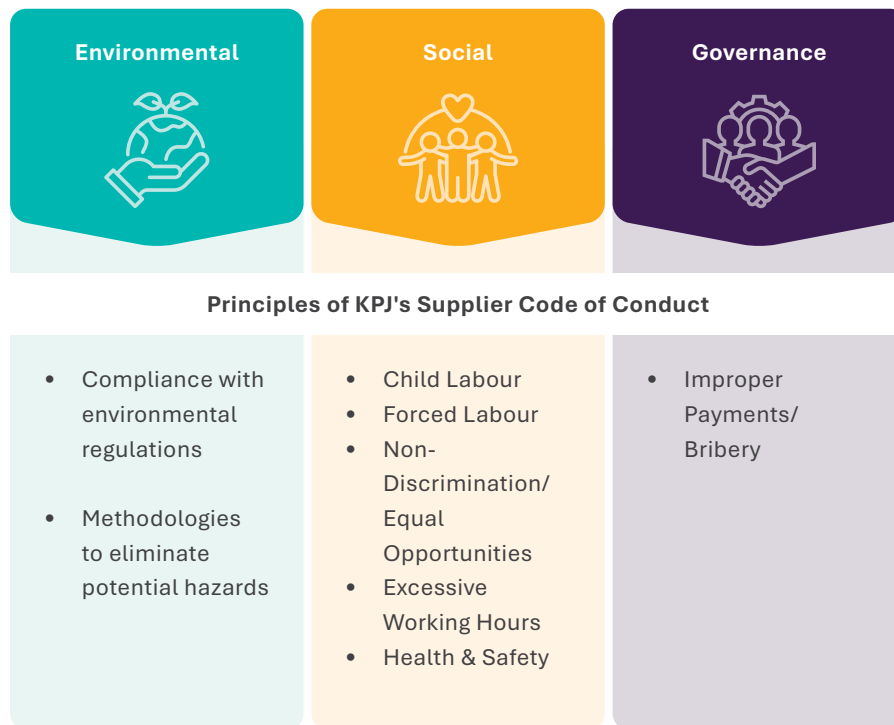 Environmental
Social
Governance
Principles of KPJ's Supplier Code of Conduct
• Compliance with
environmental
regulations
• Methodologies
to eliminate
potential hazards
• Child Labour
• Forced Labour
• Non-
Discrimination/
Equal
Opportunities
• Excessive
Working Hours
• Health & Safety
• Improper
Payments/
Bribery